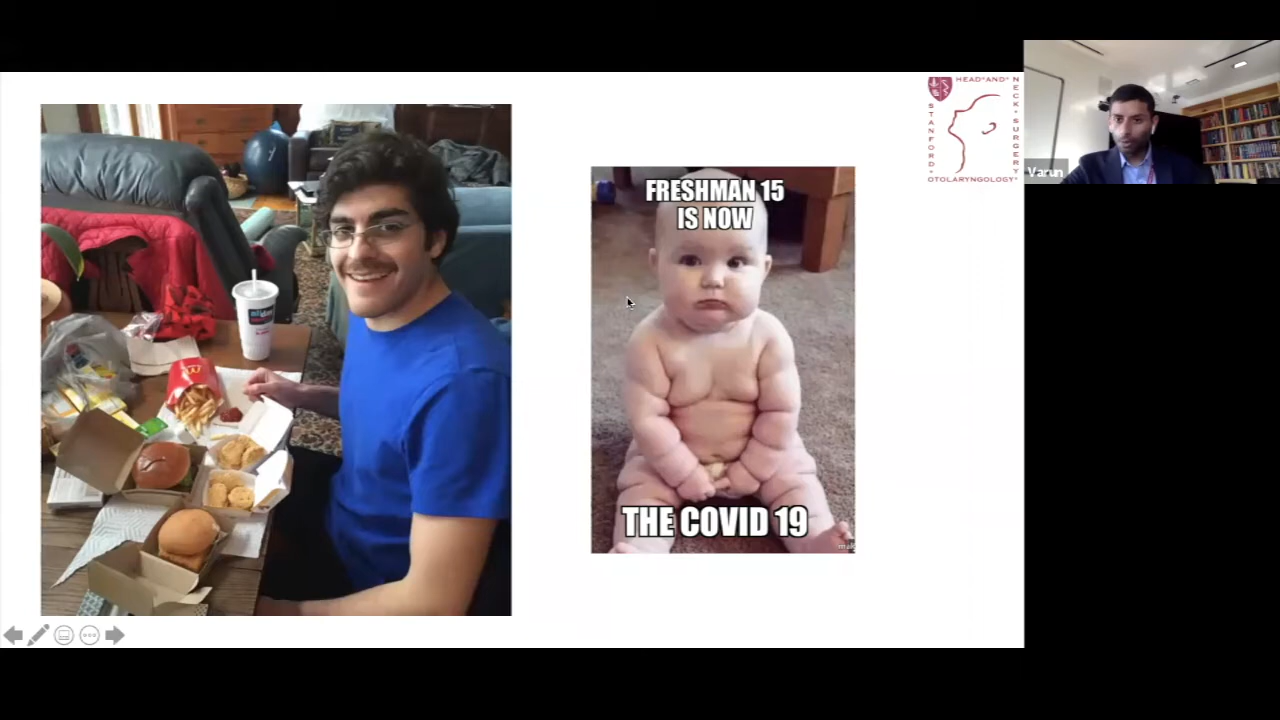 FRESHMAN 15
IS NOW
THE COVID 19
HEAD*AND*
NECK*SURGERY
STANFORD*
OTOLARYNGOLOGY*
Varun